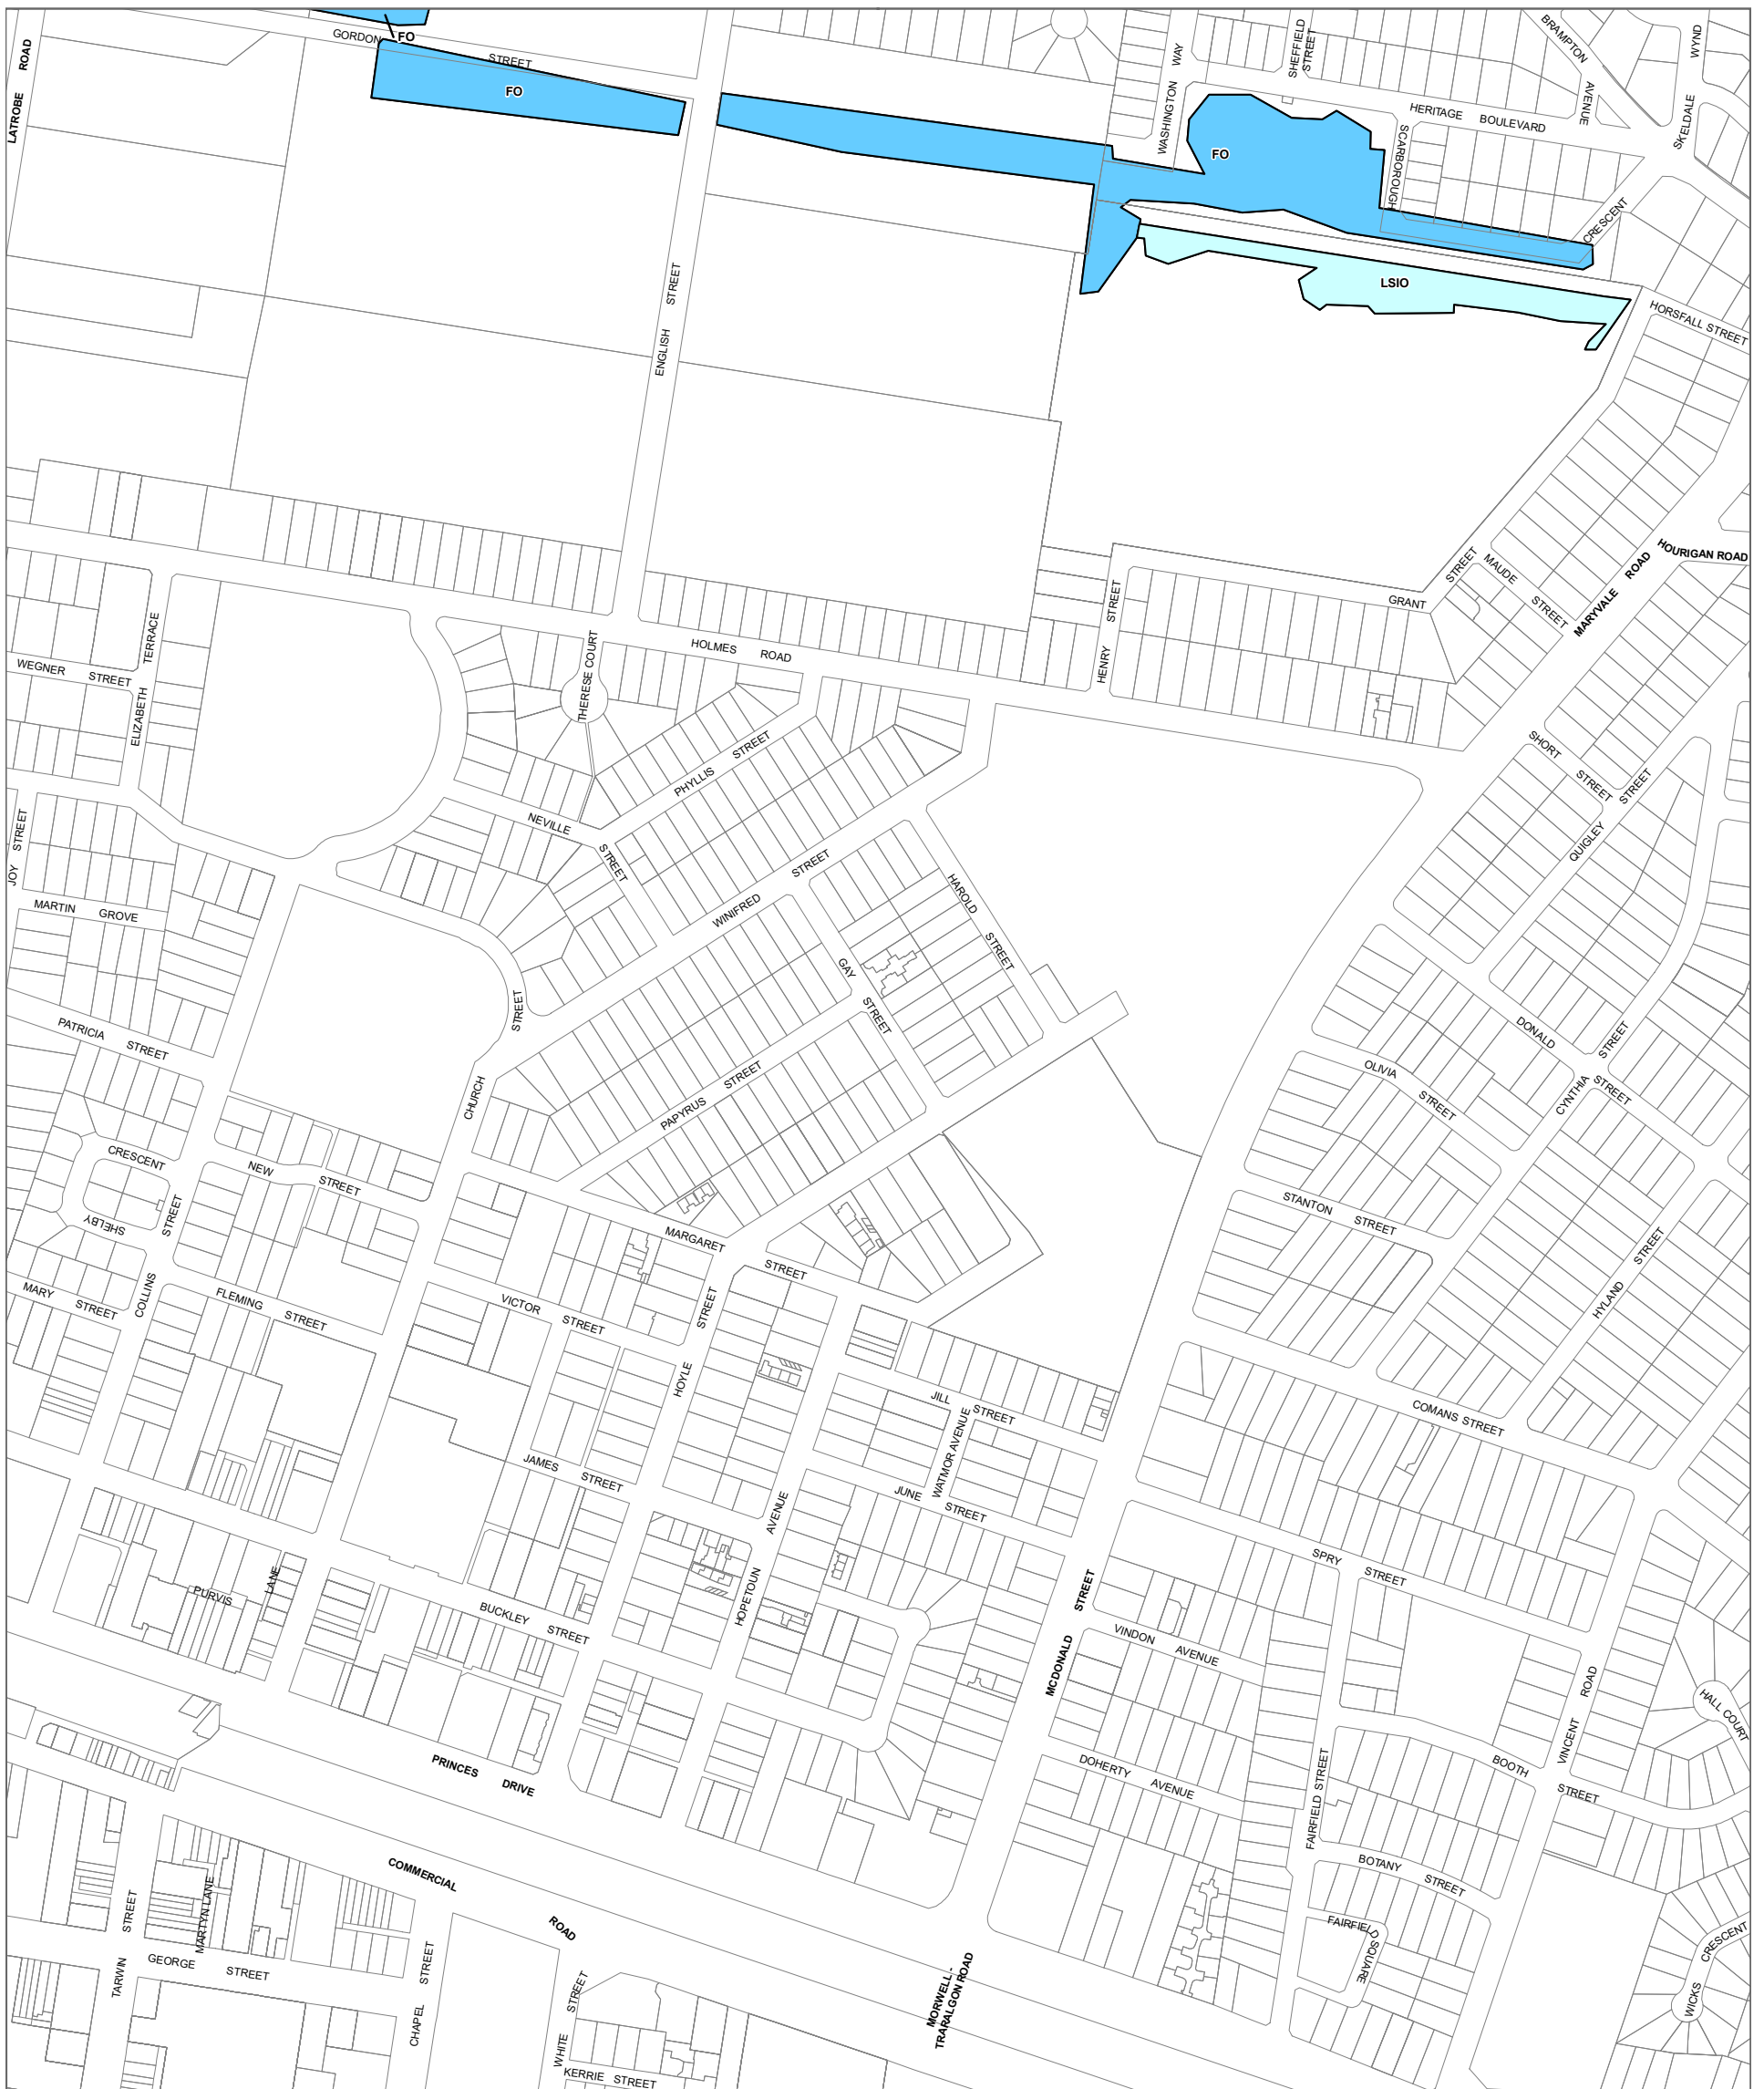 LATROBE ROAD
GORDON STREET
FO
FO
FO
LSIO
WASHINGTON WAY
SHEFFIELD STREET
BRAMPTON AVENUE
SKELDALE WYND
HERITAGE BOULEVARD
SCARBOROUGH
CRESCENT
HORSFALL STREET
ENGLISH STREET
HOURIGAN ROAD
MARYVALE ROAD
MAUDE STREET
GRANT STREET
HENRY STREET
HOLMES ROAD
THERESE COURT
ELIZABETH TERRACE
WEGNER STREET
PHYLLIS STREET
NEVILLE STREET
SHORT STREET
QUIGLEY STREET
JOY STREET
MARTIN GROVE
WINIFRED STREET
HAROLD STREET
GAY STREET
PATRICIA STREET
CHURCH STREET
PAPYRUS STREET
DONALD STREET
OLIVIA STREET
CYNTHIA STREET
CRESCENT
SHELBY
NEW STREET
COLLINS STREET
STANTON STREET
HYLAND STREET
MARGARET STREET
MARY STREET
FLEMING STREET
VICTOR STREET
HOYLE STREET
JILL STREET
WATMOR AVENUE
COMANS STREET
JAMES STREET
JUNE STREET
HOPETOUN AVENUE
SPRY STREET
PURVIS LANE
BUCKLEY STREET
MCDONALD STREET
VINDON AVENUE
VINCENT ROAD
HALL COURT
PRINCES DRIVE
DOHERTY AVENUE
FAIRFIELD STREET
BOOTH STREET
COMMERCIAL ROAD
BOTANY STREET
MARTYN LANE
FAIRFIELD SQUARE
TARWIN STREET
GEORGE STREET
CHAPEL STREET
WHITE STREET
MORWELL - TRARALGON ROAD
WICKS CRESCENT
KERRIE STREET